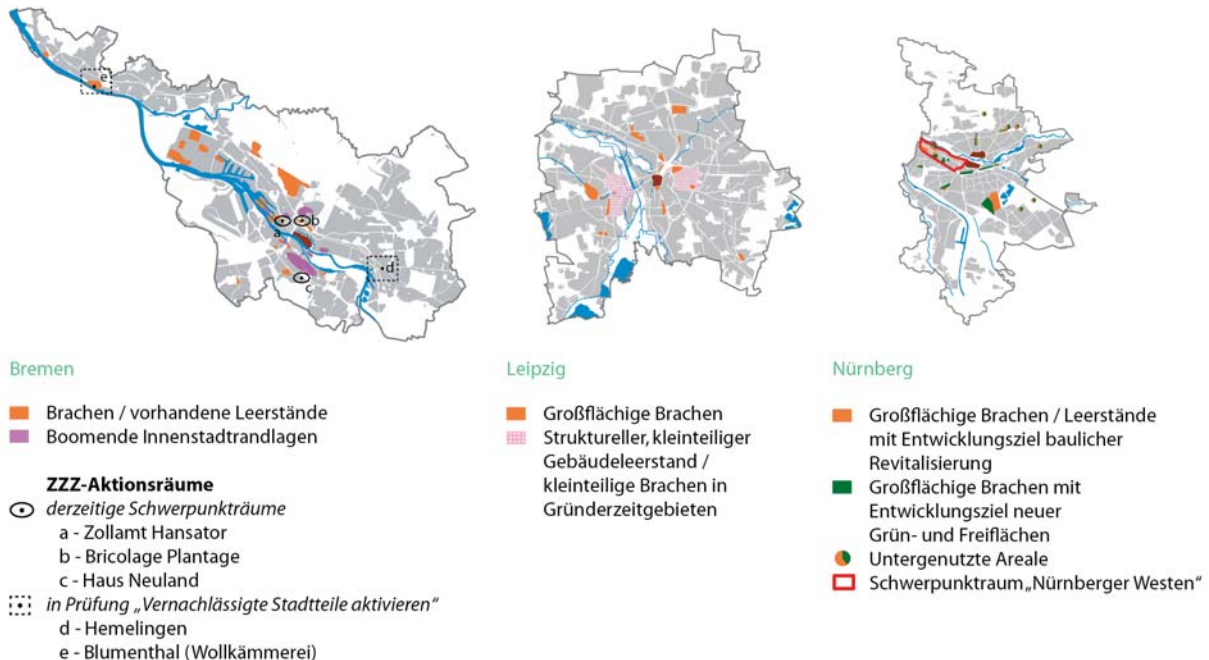 e
b
a
d
c
Bremen
Brachen / vorhandene Leerstände
Boomende Innenstadtrandlagen
ZZZ-Aktionsräume
derzeitige Schwerpunkträume
a - Zollamt Hansator
b - Bricolage Plantage
c - Haus Neuland
in Prüfung „Vernachlässigte Stadtteile aktivieren“
d - Hemelingen
e - Blumenthal (Wollkämmerei)
Leipzig
Großflächige Brachen
Struktureller, kleinteiliger
Gebäudeleerstand /
kleinteilige Brachen in
Gründerzeitgebieten
Nürnberg
Großflächige Brachen / Leerstände
mit Entwicklungsziel baulicher
Revitalisierung
Großflächige Brachen mit
Entwicklungsziel neuer
Grün- und Freiflächen
Untergenutzte Areale
Schwerpunktraum „Nürnberger Westen“